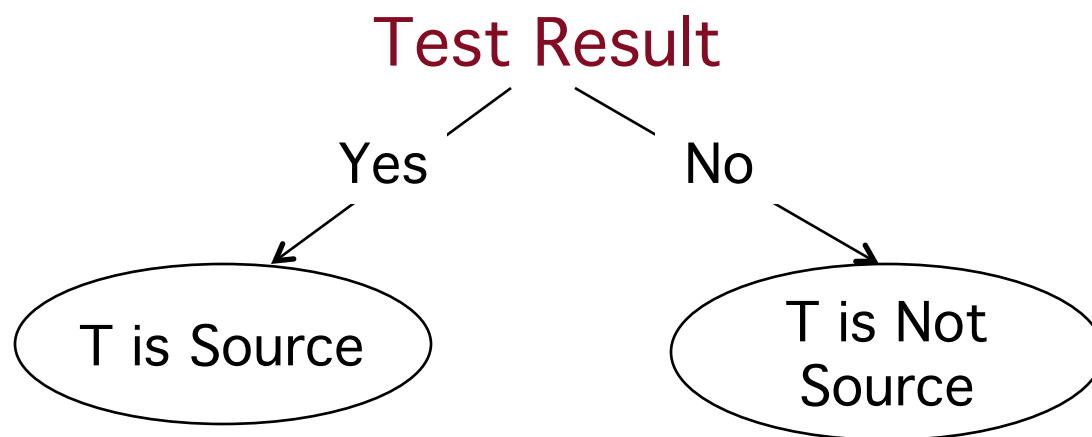 Test Result
Yes
No
T is Source
T is Not
Source